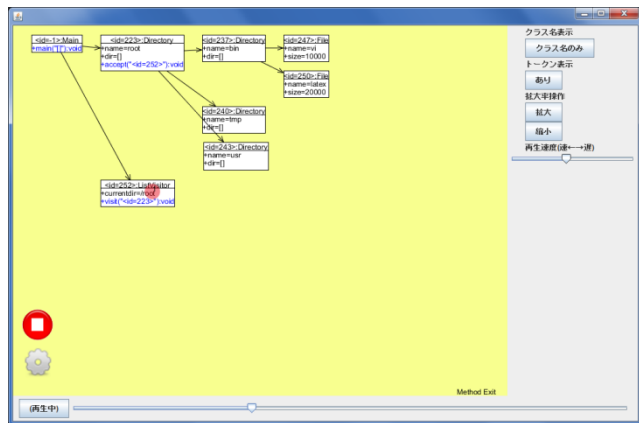 <id=-1>:Main
+main("[]"):void
<id=223>:Directory
+name=root
+dir=[]
+accept("<id=252>"):void
<id=237>:Directory
+name=bin
+dir=[]
<id=247>:File
+name=vi
+size=10000
<id=250>:File
+name=latex
+size=20000
<id=240>:Directory
+name=tmp
+dir=[]
<id=243>:Directory
+name=usr
+dir=[]
<id=252>:ListVisitor
+currentdir=/root
+visit("<id=223>"):void
Method Exit
(再生中)
クラス名表示
クラス名のみ
トークン表示
あり
拡大率操作
拡大
縮小
再生速度(速←→遅)